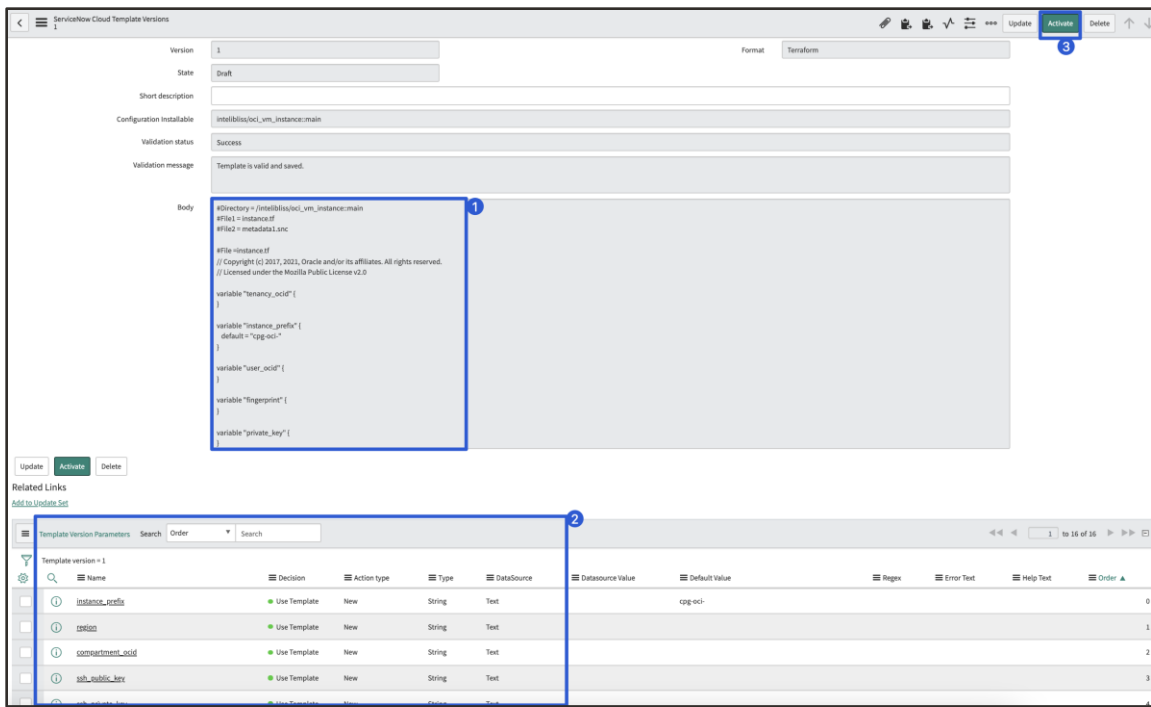 ServiceNow Cloud Template Versions
1
Update Activate Delete
3
Version 1 Format Terraform
State Draft
Short description
Configuration Installable intelibliss/oci_vm_instance::main
Validation status Success
Validation message Template is valid and saved.
Body
1
#Directory = /intelibliss/oci_vm_instance::main
#File1 = instance.tf
#File2 = metadata1.snc
#File =instance.tf
// Copyright (c) 2017, 2021, Oracle and/or its affiliates. All rights reserved.
// Licensed under the Mozilla Public License v2.0
variable "tenancy_ocid" {
}
variable "instance_prefix" {
default = "cpg-oci-"
}
variable "user_ocid" {
}
variable "fingerprint" {
}
variable "private_key" {
}
Update Activate Delete
Related Links
Add to Update Set
2
Template Version Parameters Search Order Search 1 to 16 of 16
Template version = 1
Name Decision Action type Type DataSource Datasource Value Default Value Regex Error Text Help Text Order
instance_prefix Use Template New String Text cpg-oci- 0
region Use Template New String Text 1
compartment_ocid Use Template New String Text 2
ssh_public_key Use Template New String Text 3